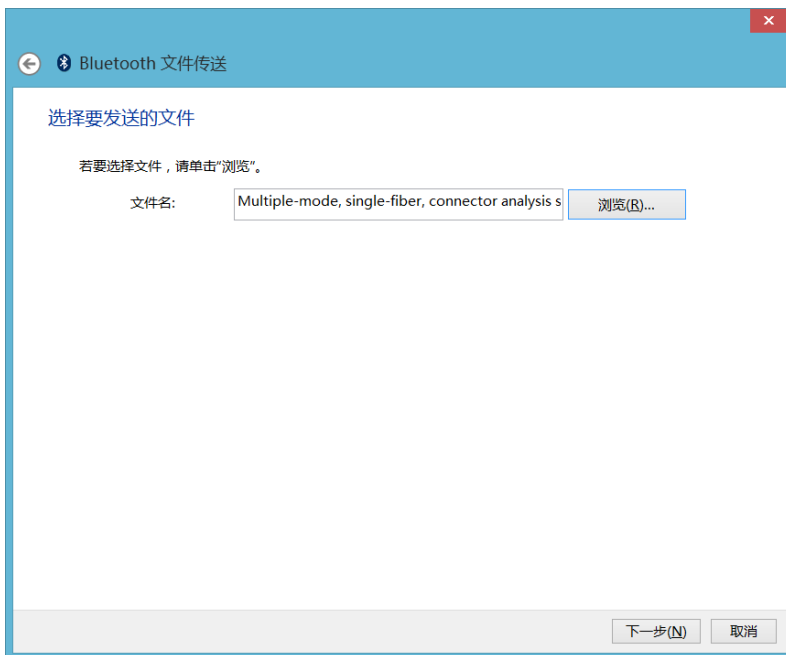 Bluetooth 文件传送
选择要发送的文件
若要选择文件，请单击“浏览”。
文件名: Multiple-mode, single-fiber, connector analysis s 浏览(R)...
下一步(N) 取消